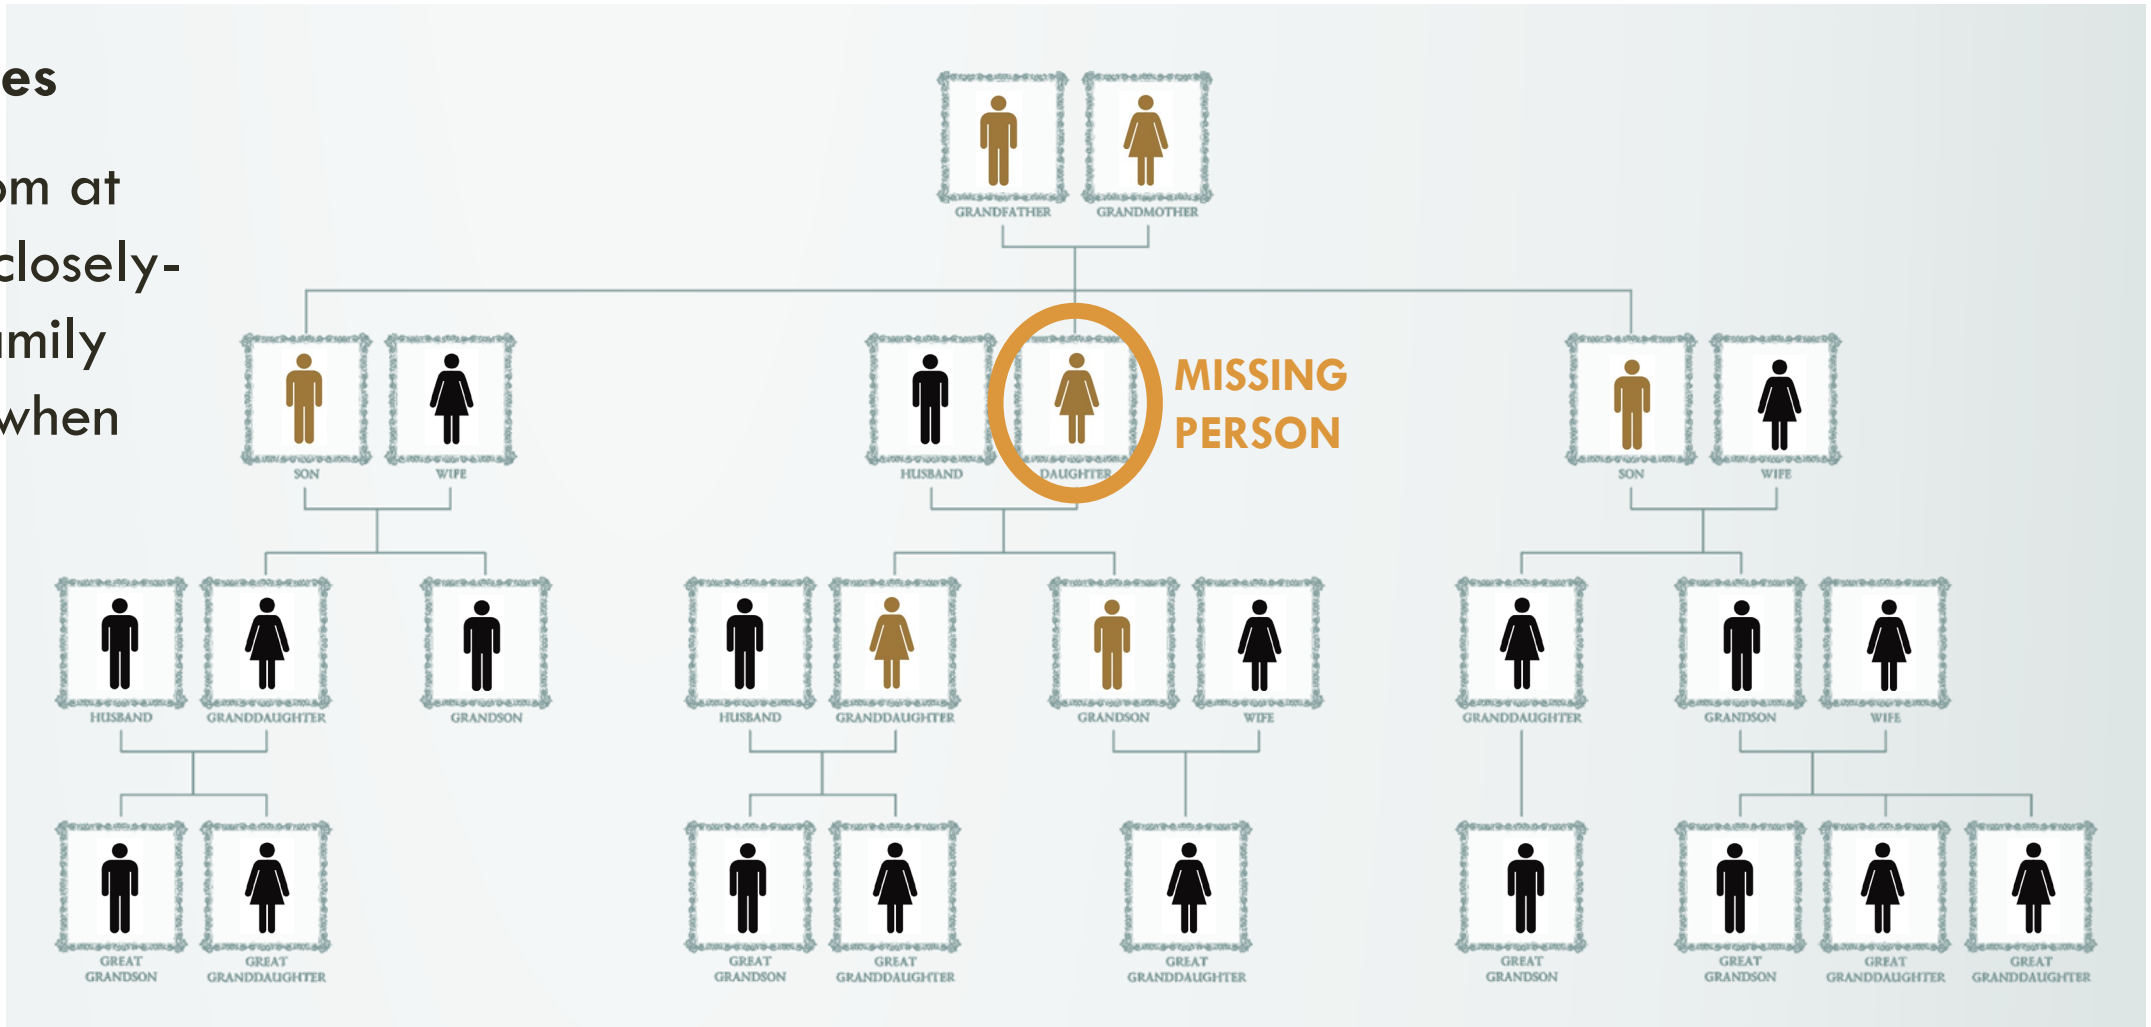 es
om at
closely-
amily
when
GRANDFATHER GRANDMOTHER
MISSING
PERSON
SON WIFE HUSBAND DAUGHTER SON WIFE
HUSBAND GRANDDAUGHTER GRANDSON HUSBAND GRANDDAUGHTER GRANDSON WIFE GRANDDAUGHTER GRANDSON WIFE
GREAT GREAT GREAT GREAT GREAT GREAT GREAT GREAT GREAT
GRANDSON GRANDDAUGHTER GRANDSON GRANDDAUGHTER GRANDDAUGHTER GRANDSON GRANDSON GRANDDAUGHTER GRANDDAUGHTER